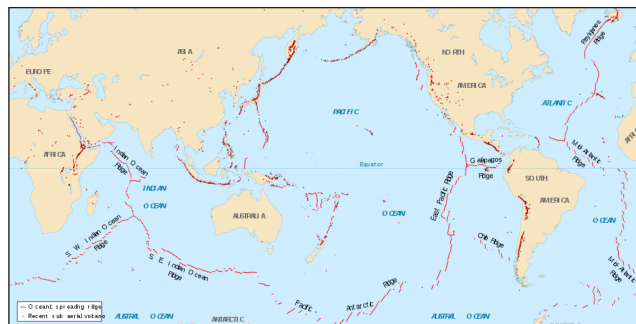 Reykjanes
Ridge
ASIA
NORTH
EUROPE
AMERICA
PACIFIC
ATLANTIC
AFRICA
AFRICA
Mid-Atlantic
Ridge
Indian Ocean
Ridge
Equator
Galapagos
Ridge
SOUTH
AMERICA
INDIAN
OCEAN
East Pacific Ridge
OCEAN
OCEAN
AUSTRALIA
S.W. Indian Ocean
Ridge
Chile Ridge
S.E. Indian Ocean
Ridge
Mid-Atlantic
Ridge
Pacific-
Antarctic
Ridge
Oceanic spreading ridge
Recent sub aerial volcano
AUSTRAL OCEAN
ANTARCTIC
AUSTRAL OCEAN